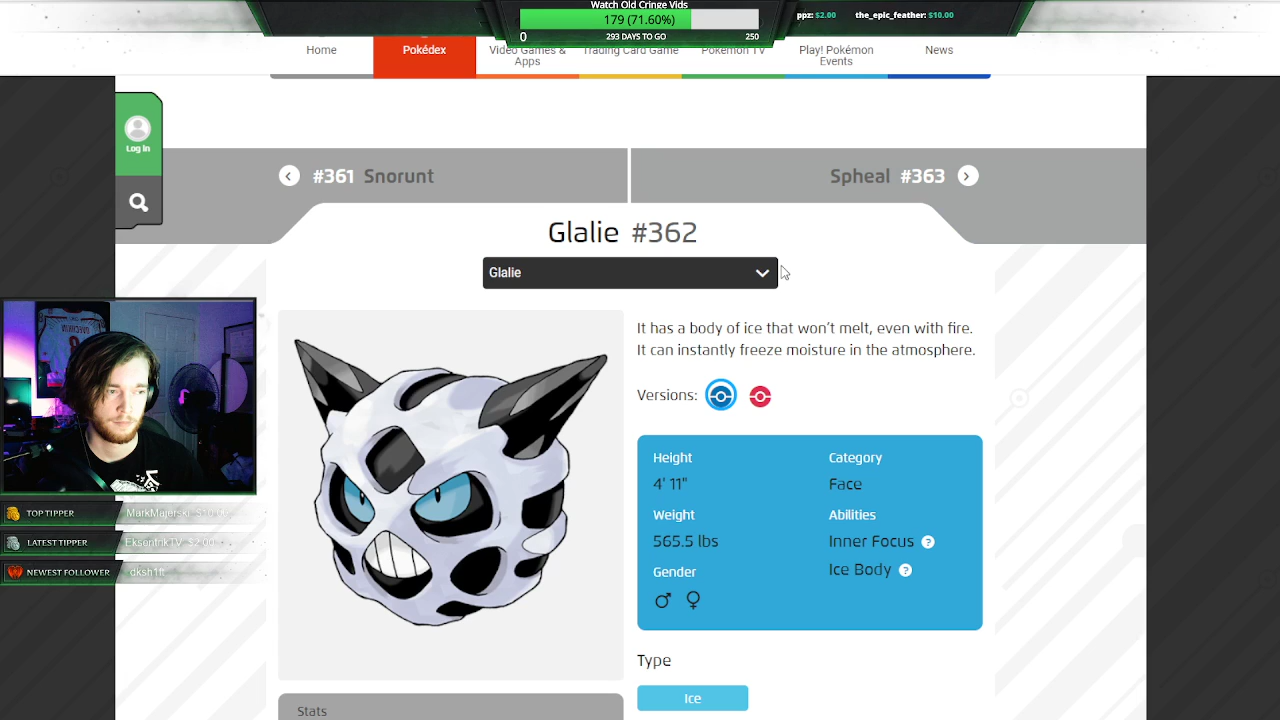 Watch Old Cringe Vids
179 (71.60%)
0 293 DAYS TO GO 250
ppz: $2.00 the_epic_feather: $10.00
Home
Pokédex
Video Games &
Apps
Trading Card Game
Pokémon TV
Play! Pokémon
Events
News
Log In
#361 Snorunt
Spheal #363
Glalie #362
Glalie
It has a body of ice that won't melt, even with fire.
It can instantly freeze moisture in the atmosphere.
Versions:
Height
4' 11"
Weight
565.5 lbs
Gender
Category
Face
Abilities
Inner Focus ?
Ice Body ?
Type
Ice
Stats
TOP TIPPER
LATEST TIPPER
NEWEST FOLLOWER